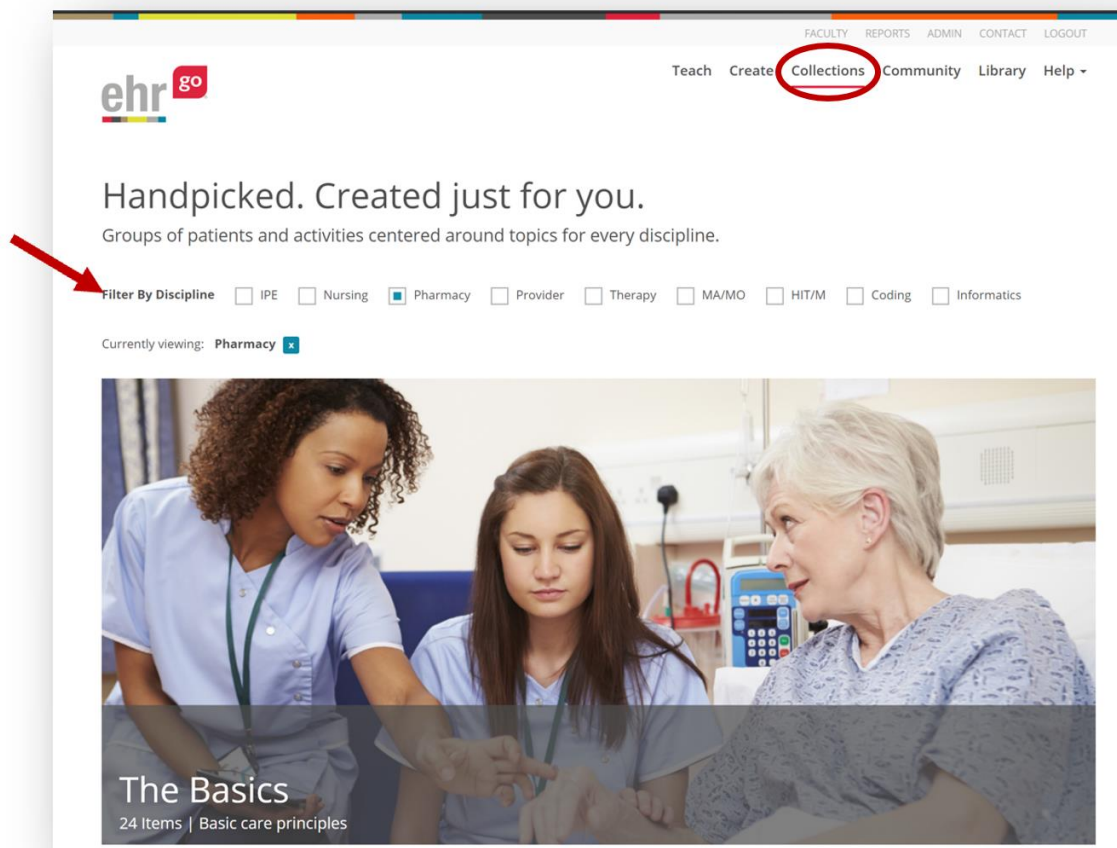 FACULTY REPORTS ADMIN CONTACT LOGOUT
ehr go
Teach Create Collections Community Library Help
Handpicked. Created just for you.
Groups of patients and activities centered around topics for every discipline.
Filter By Discipline IPE Nursing Pharmacy Provider Therapy MA/MO HIT/M Coding Informatics
Currently viewing: Pharmacy x
The Basics
24 Items | Basic care principles